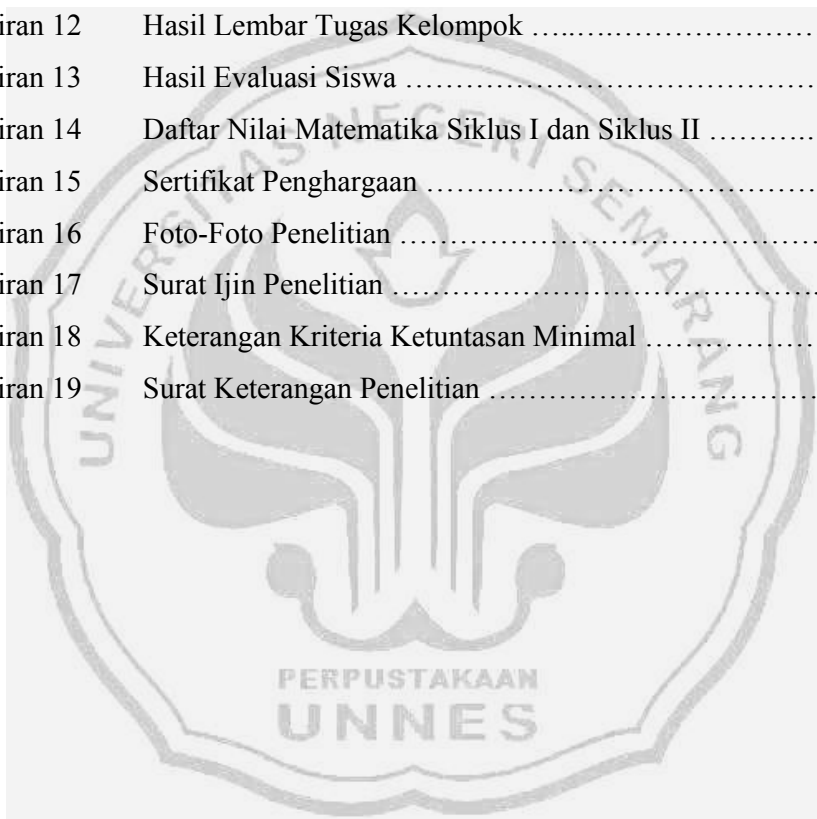 iran 12 Hasil Lembar Tugas Kelompok …..….……………………
iran 13 Hasil Evaluasi Siswa ……………………………………
iran 14 Daftar Nilai Matematika Siklus I dan Siklus II ………..
iran 15 Sertifikat Penghargaan …………………………………
iran 16 Foto-Foto Penelitian ……………………………………
iran 17 Surat Ijin Penelitian …………………………………….
iran 18 Keterangan Kriteria Ketuntasan Minimal ………………
iran 19 Surat Keterangan Penelitian ……………………………
UNIVERSITAS NEGERI SEMARANG
PERPUSTAKAAN
UNNES